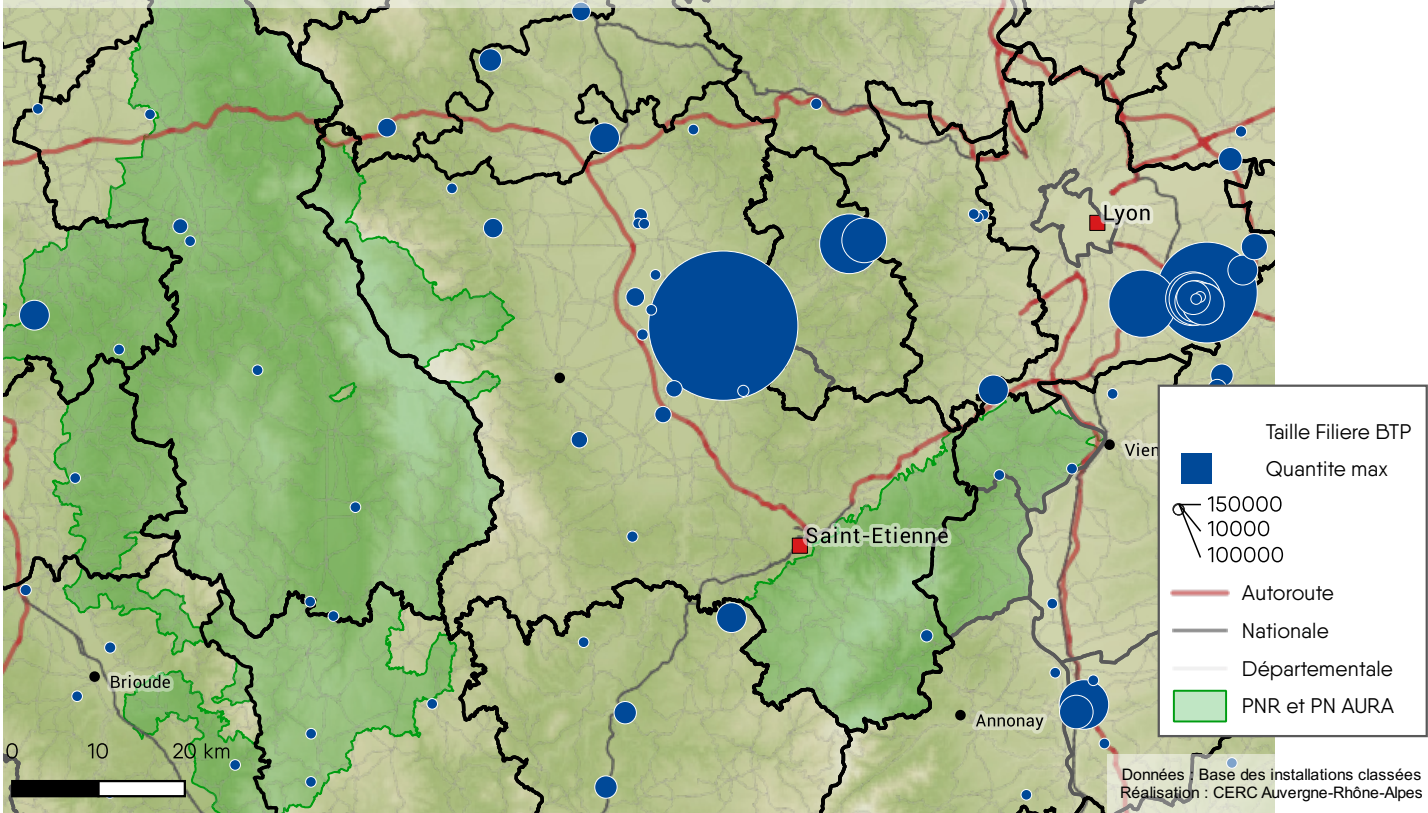 Lyon
Vien
Saint-Etienne
Brioude
Annonay
0 10 20 km
Taille Filiere BTP
Quantite max
150000
10000
100000
Autoroute
Nationale
Départementale
PNR et PN AURA
Données : Base des installations classées
Réalisation : CERC Auvergne-Rhône-Alpes